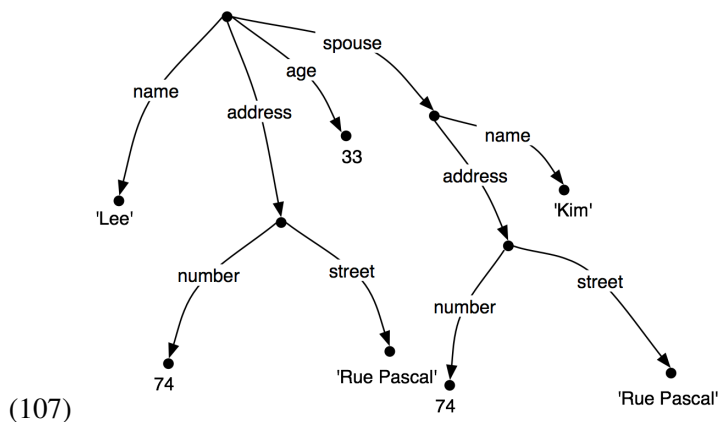 spouse
age
name
address
name
33
address
'Lee'
'Kim'
number
street
street
number
74
'Rue Pascal'
74
'Rue Pascal'
(107)